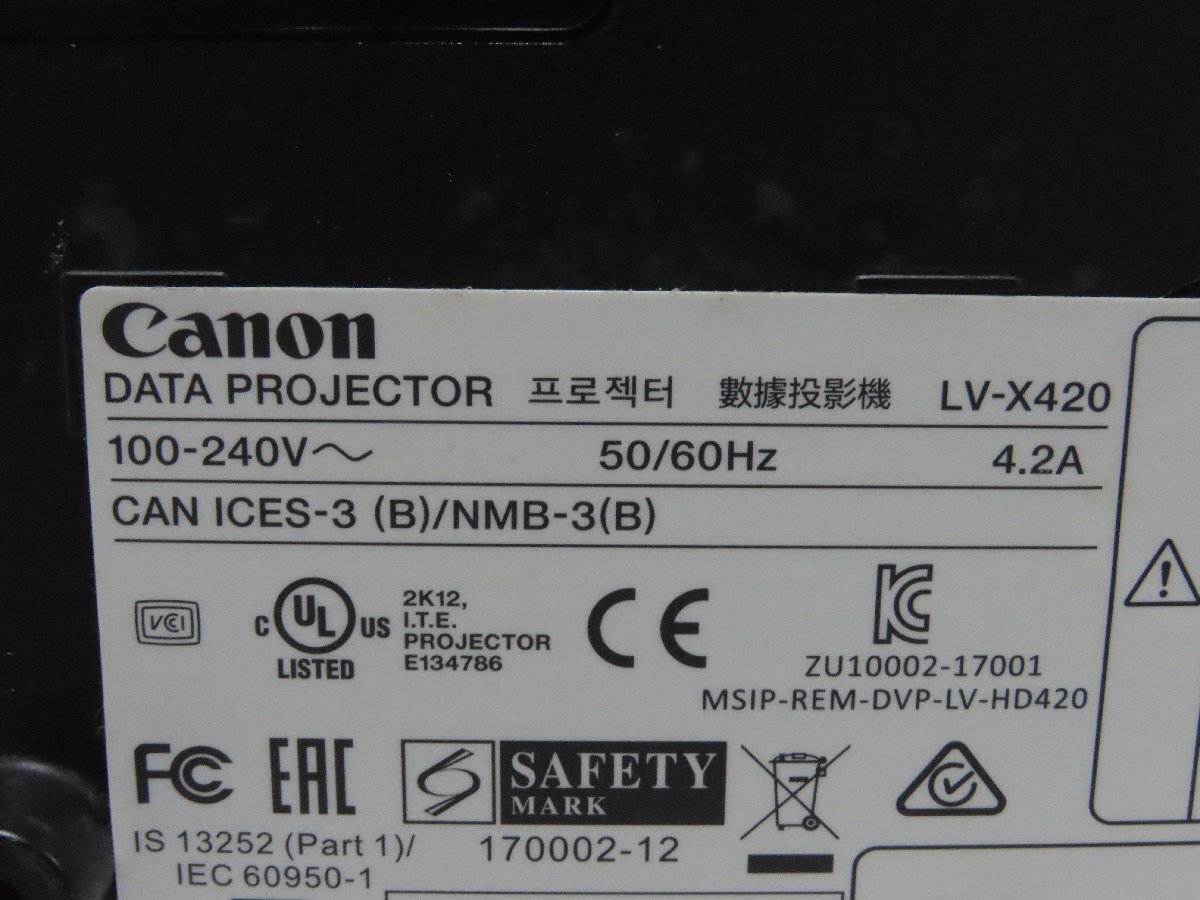 Canon
DATA PROJECTOR 프로젝터 數據投影機 LV-X420
100-240V～ 50/60Hz 4.2A
CAN ICES-3 (B)/NMB-3(B)
VCCI
C UL US LISTED
2K12,
I.T.E.
PROJECTOR
E134786
CE
KC
ZU10002-17001
MSIP-REM-DVP-LV-HD420
FC EAC
SAFETY
MARK
IS 13252 (Part 1)/
IEC 60950-1
170002-12